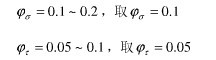 φσ = 0.1 ~ 0.2，取φσ = 0.1
φτ = 0.05 ~ 0.1，取φτ = 0.05